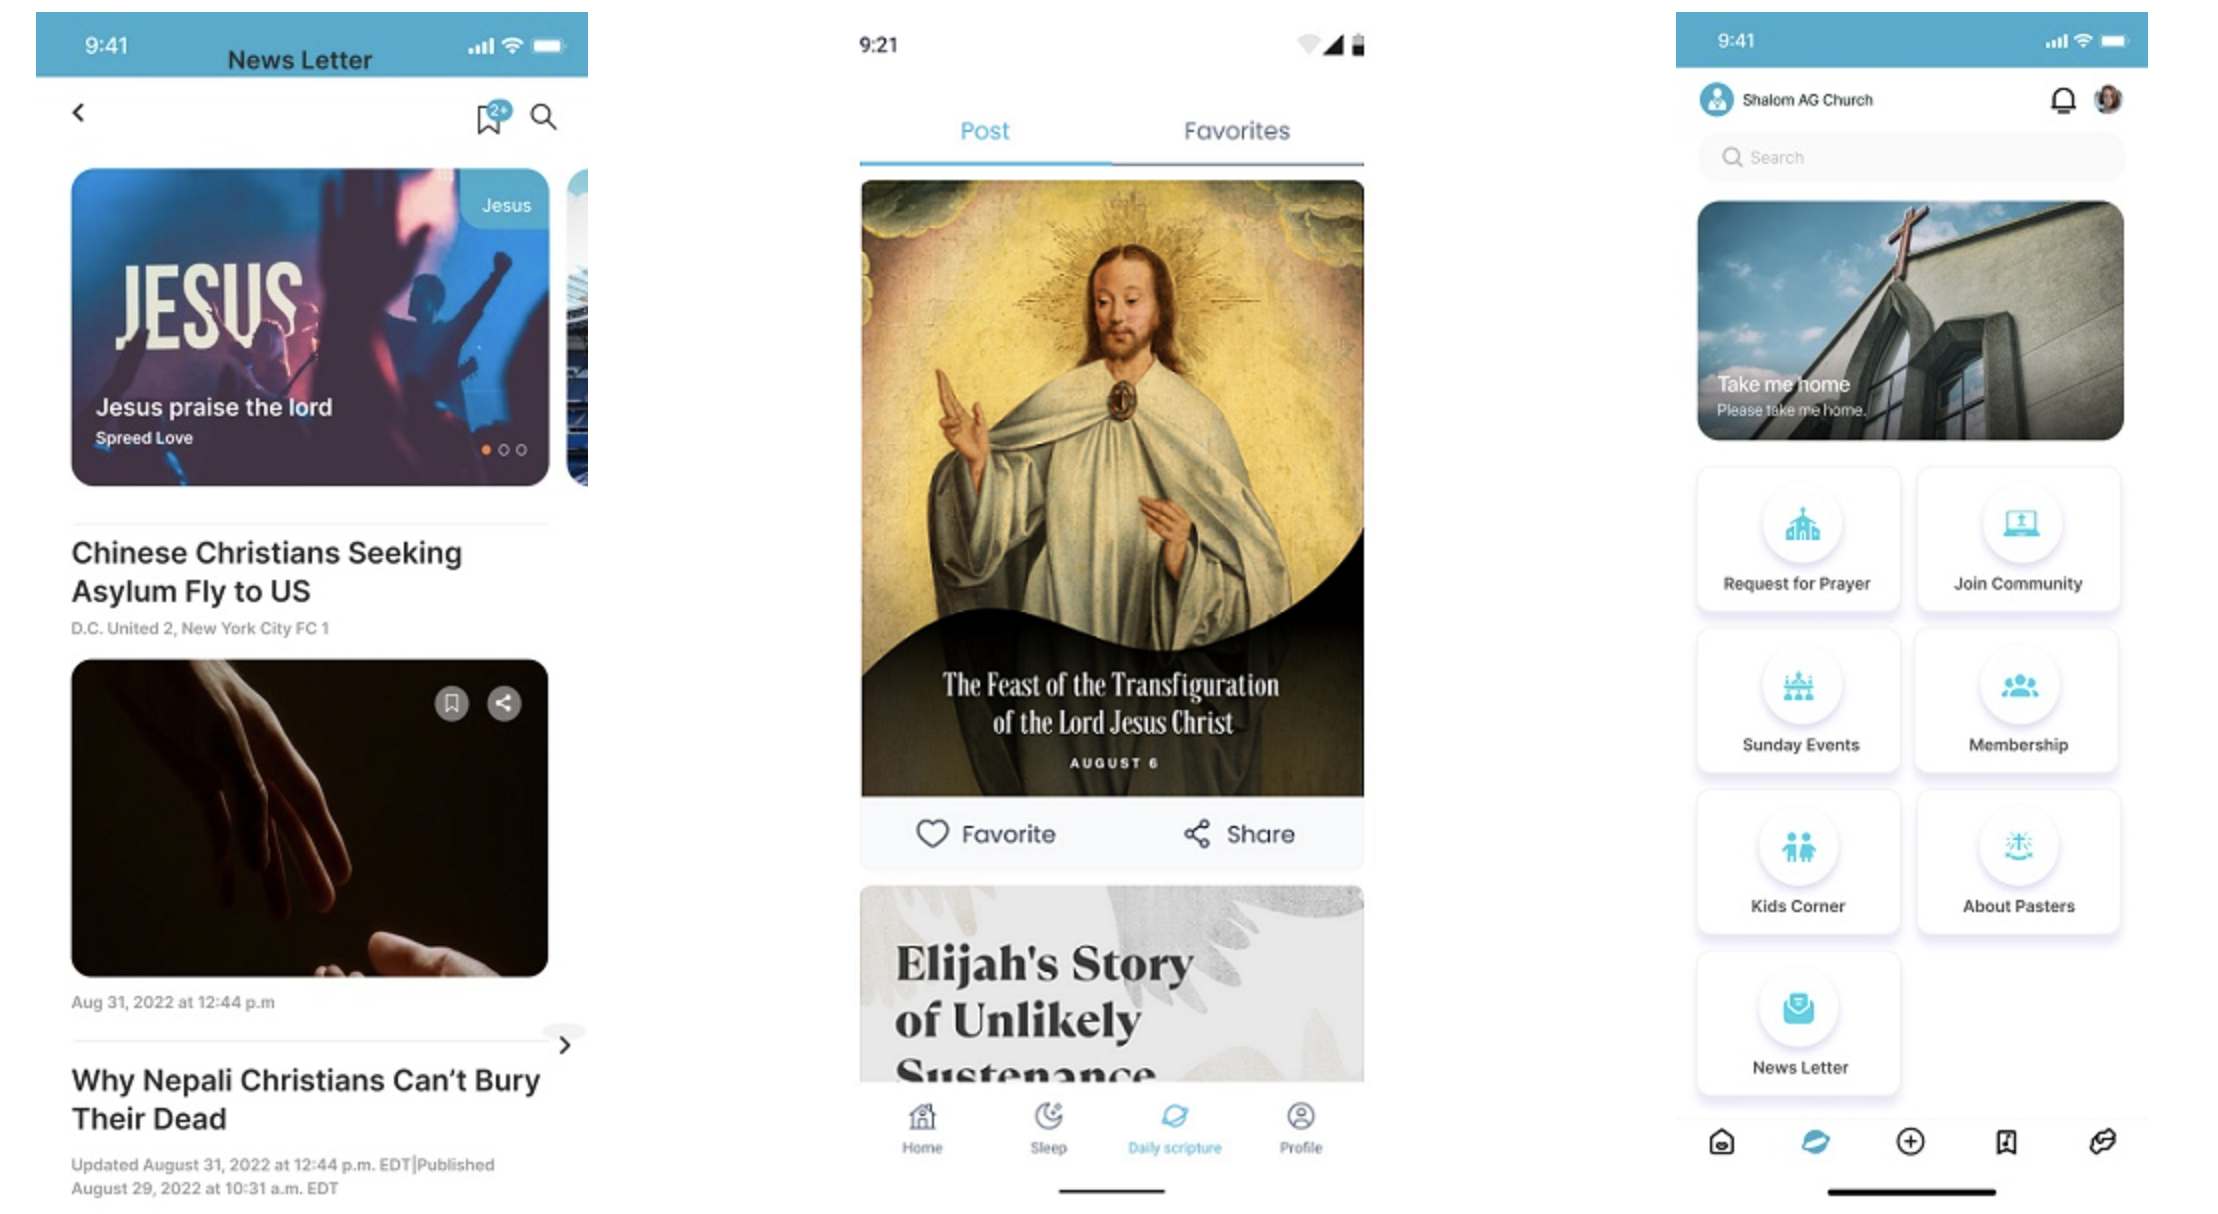 9:41
News Letter
2+
Jesus
JESUS
Jesus praise the lord
Spreed Love
Chinese Christians Seeking
Asylum Fly to US
D.C. United 2, New York City FC 1
Aug 31, 2022 at 12:44 p.m
Why Nepali Christians Can't Bury
Their Dead
Updated August 31, 2022 at 12:44 p.m. EDT|Published
August 29, 2022 at 10:31 a.m. EDT
9:21
Post
Favorites
The Feast of the Transfiguration
of the Lord Jesus Christ
AUGUST 6
Favorite
Share
Elijah's Story
of Unlikely
Sustenance
Home
Sleep
Daily scripture
Profile
9:41
Shalom AG Church
Search
Take me home
Please take me home.
Request for Prayer
Join Community
Sunday Events
Membership
Kids Corner
About Pasters
News Letter